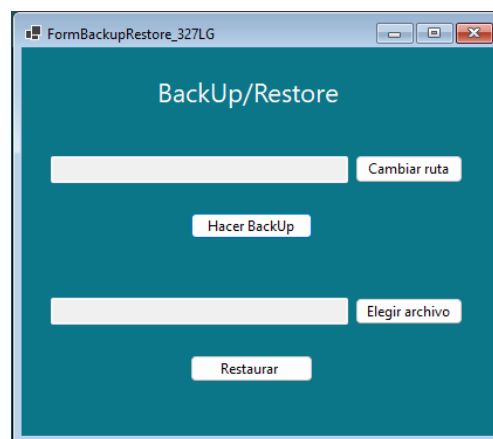 FormBackupRestore_327LG
BackUp/Restore
Cambiar ruta
Hacer BackUp
Elegir archivo
Restaurar